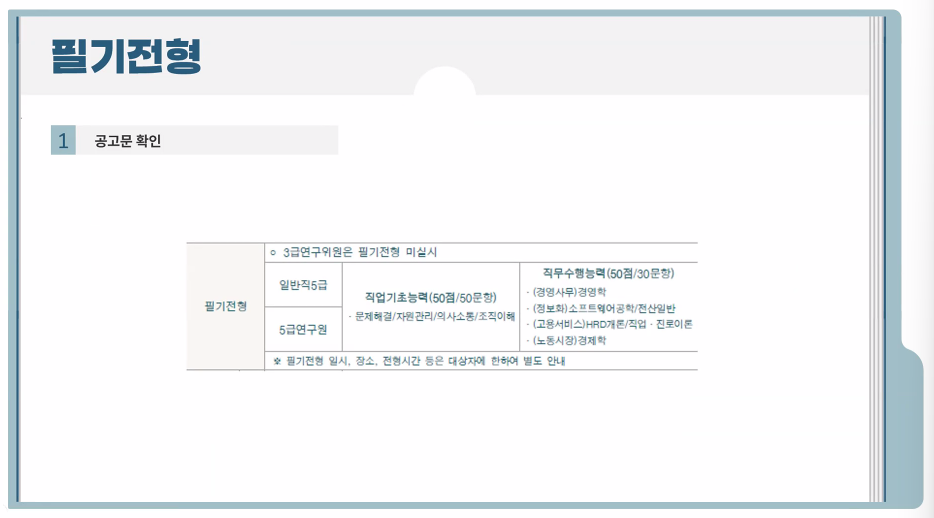 필기전형
1 공고문 확인
○ 3급연구위원은 필기전형 미실시
필기전형
일반직5급
5급연구원
직업기초능력(50점/50문항)
· 문제해결/자원관리/의사소통/조직이해
직무수행능력(50점/30문항)
· (경영사무)경영학
· (정보화)소프트웨어공학/전산일반
· (고용서비스)HRD개론/직업 · 진로이론
· (노동시장)경제학
※ 필기전형 일시, 장소, 전형시간 등은 대상자에 한하여 별도 안내